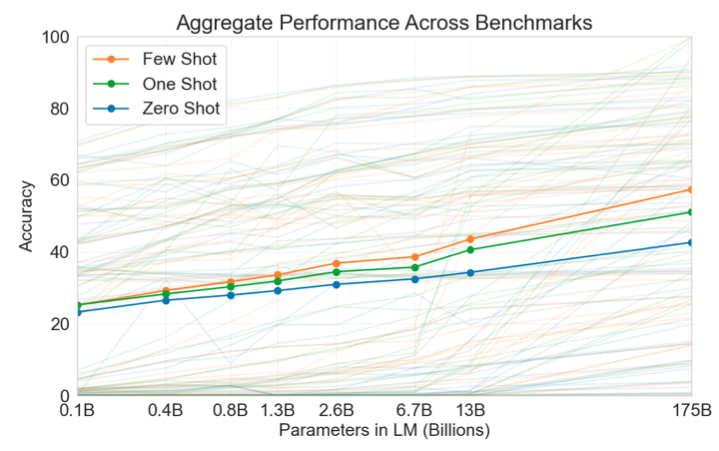 Aggregate Performance Across Benchmarks
100
80
60
40
20
0
Accuracy
Few Shot
One Shot
Zero Shot
0.1B 0.4B 0.8B 1.3B 2.6B 6.7B 13B 175B
Parameters in LM (Billions)